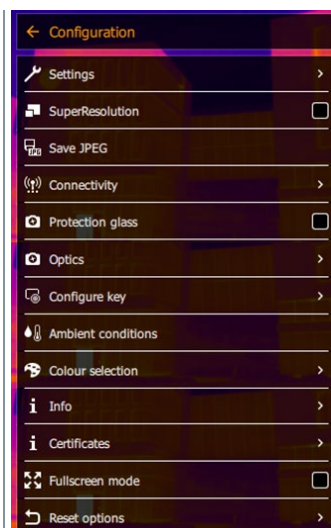 Configuration
Settings
SuperResolution
JPG
Save JPEG
Connectivity
Protection glass
Optics
Configure key
Ambient conditions
Colour selection
Info
Certificates
Fullscreen mode
Reset options